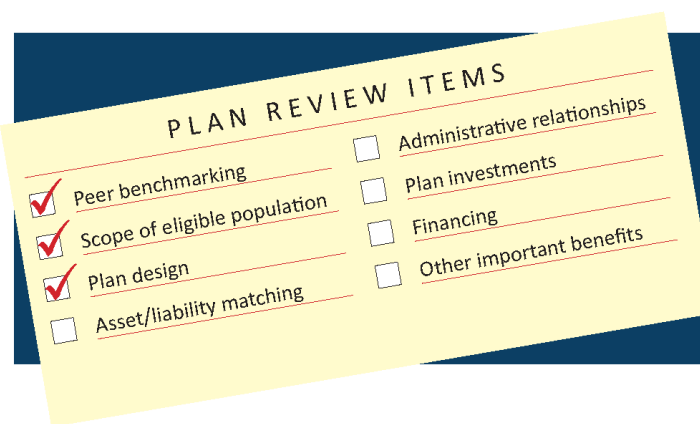 PLAN REVIEW ITEMS
Peer benchmarking
Scope of eligible population
Plan design
Asset/liability matching
Administrative relationships
Plan investments
Financing
Other important benefits